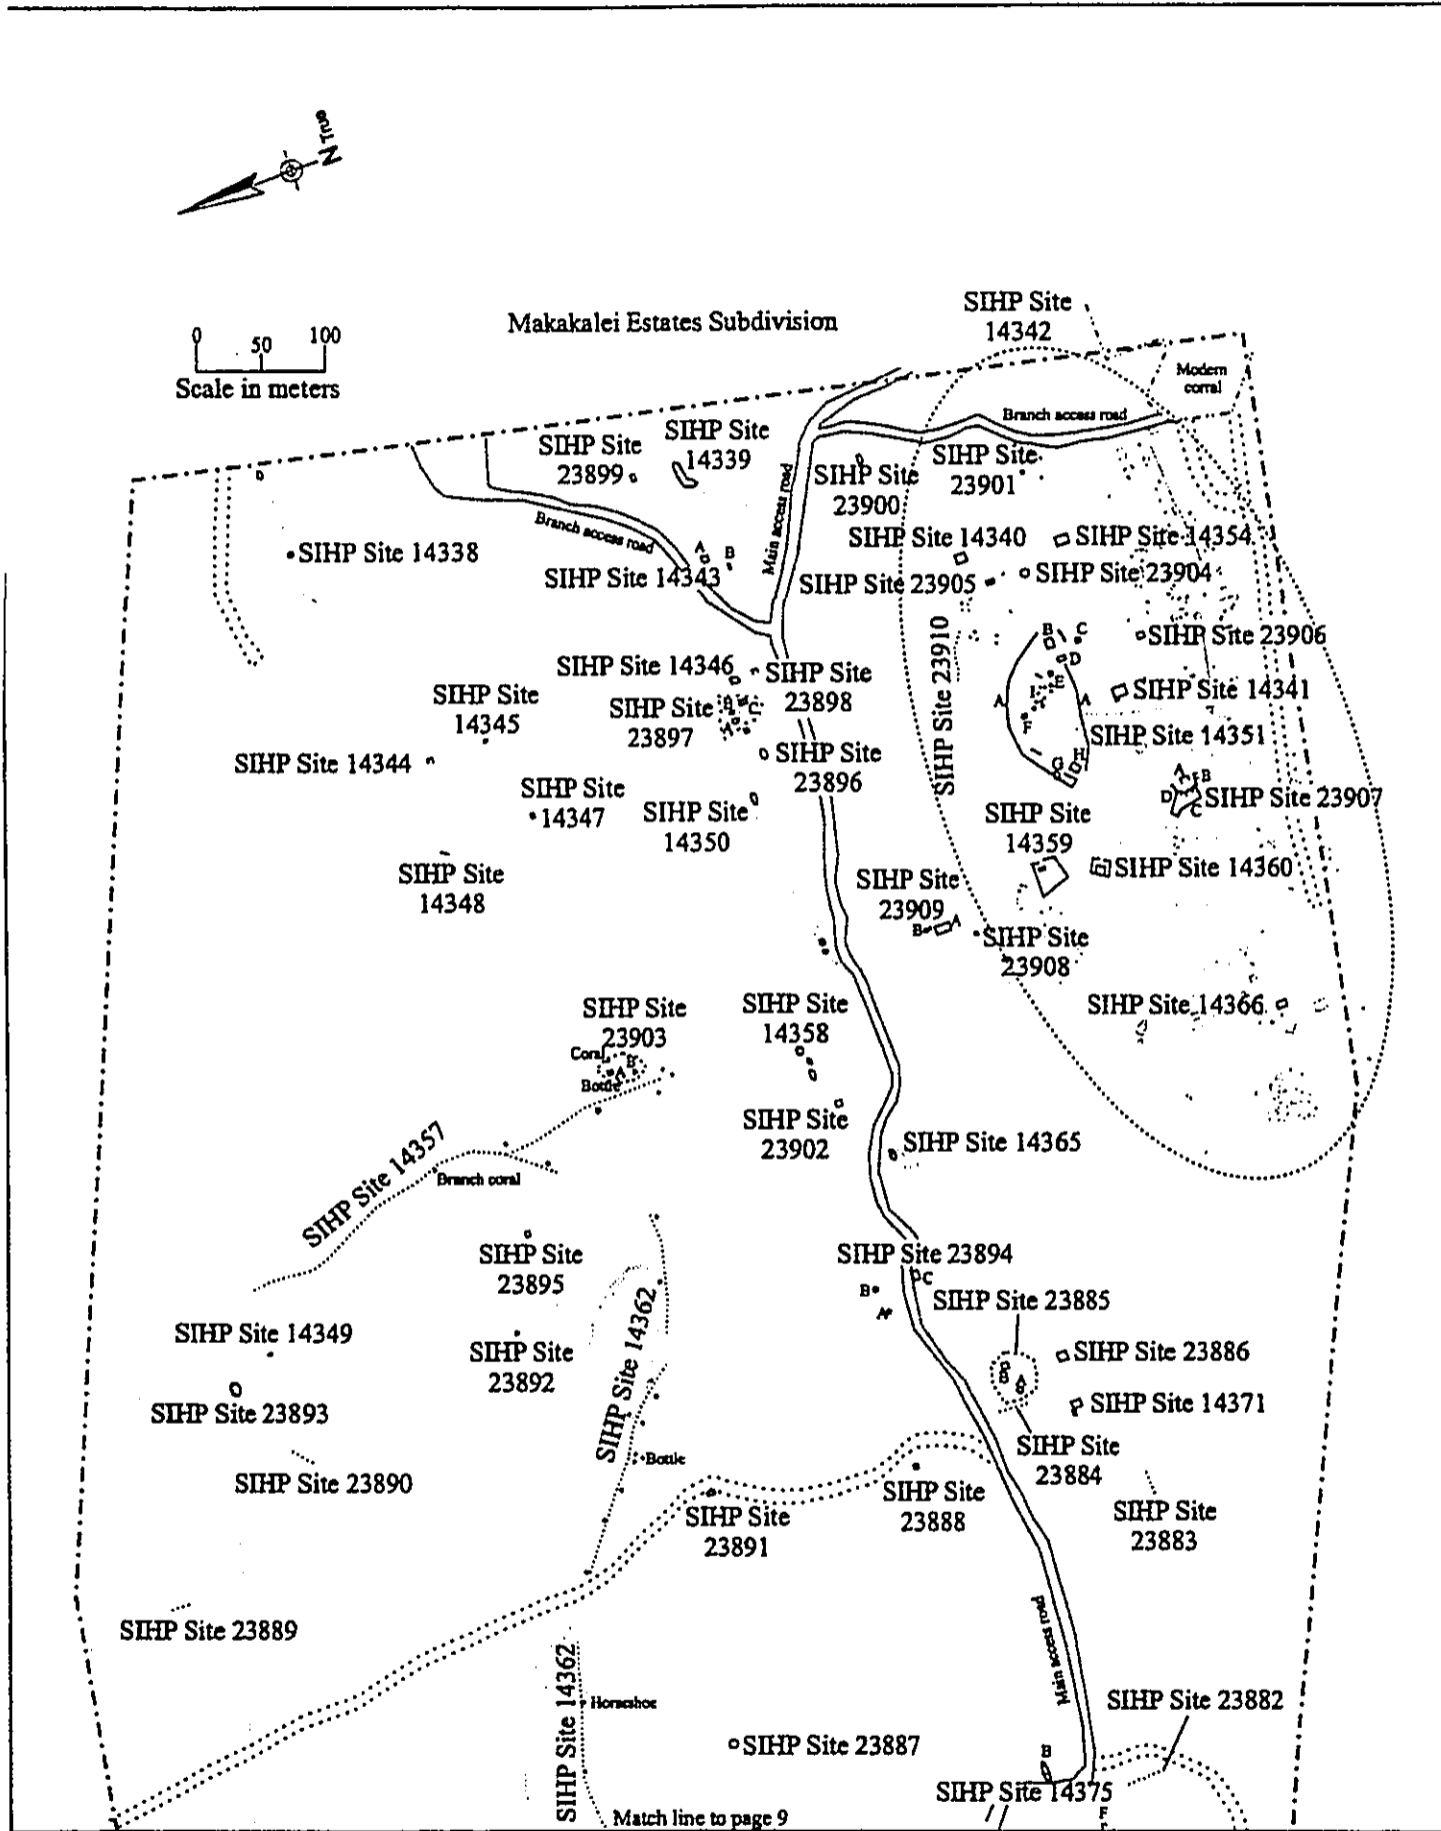 N True
0 50 100
Scale in meters
Makakalei Estates Subdivision
SIHP Site
14342
Modern
corral
Branch access road
SIHP Site
23899
SIHP Site
14339
Main access road
SIHP Site
23900
SIHP Site
23901
Branch access road
SIHP Site 14338
A
B
SIHP Site 14343
SIHP Site 14340
SIHP Site 14354
SIHP Site 23905
SIHP Site 23904
SIHP Site 23910
B
C
SIHP Site 23906
D
E
SIHP Site 14346
SIHP Site
23898
SIHP Site
14345
SIHP Site
23897
B
C
A
A
I
A
SIHP Site 14341
F
SIHP Site 14351
SIHP Site 14344
SIHP Site
23896
G
H
A
B
D
C
SIHP Site 23907
SIHP Site
14347
SIHP Site
14350
SIHP Site
14359
SIHP Site
14348
SIHP Site 14360
SIHP Site
23909
B
A
SIHP Site
23908
SIHP Site
23903
Coral
B
A
Bottle
SIHP Site
14358
SIHP Site 14366
SIHP Site
23902
SIHP Site 14365
SIHP Site 14357
Branch coral
SIHP Site
23895
SIHP Site 23894
B
C
A
SIHP Site 14362
SIHP Site 23885
SIHP Site 14349
SIHP Site
23892
B
A
SIHP Site 23886
SIHP Site 23893
SIHP Site 14371
SIHP Site
23884
Bottle
SIHP Site 23890
SIHP Site
23891
SIHP Site
23888
SIHP Site
23883
SIHP Site 23889
Main access road
SIHP Site 14362
Horseshoe
SIHP Site 23882
SIHP Site 23887
B
SIHP Site 14375
Match line to page 9
F